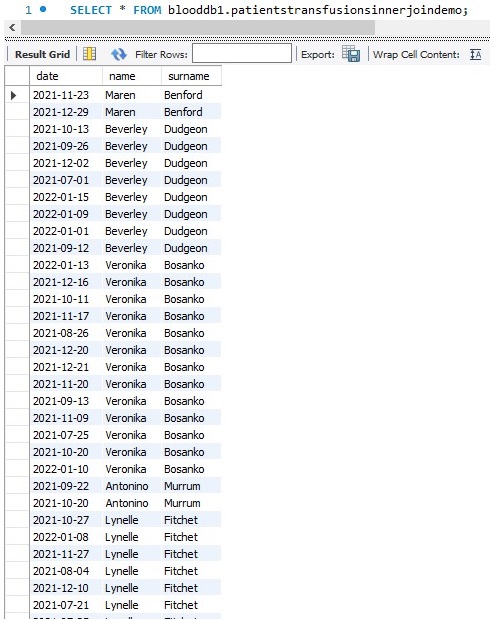 1 SELECT * FROM blooddb1.patientstransfusionsinnerjoindemo;
Result Grid Filter Rows: Export: Wrap Cell Content:
date name surname
2021-11-23 Maren Benford
2021-12-29 Maren Benford
2021-10-13 Beverley Dudgeon
2021-09-26 Beverley Dudgeon
2021-12-02 Beverley Dudgeon
2021-07-01 Beverley Dudgeon
2022-01-15 Beverley Dudgeon
2022-01-09 Beverley Dudgeon
2022-01-01 Beverley Dudgeon
2021-09-12 Beverley Dudgeon
2022-01-13 Veronika Bosanko
2021-12-16 Veronika Bosanko
2021-10-11 Veronika Bosanko
2021-11-17 Veronika Bosanko
2021-08-26 Veronika Bosanko
2021-12-20 Veronika Bosanko
2021-12-21 Veronika Bosanko
2021-11-20 Veronika Bosanko
2021-09-13 Veronika Bosanko
2021-11-09 Veronika Bosanko
2021-07-25 Veronika Bosanko
2021-10-20 Veronika Bosanko
2022-01-10 Veronika Bosanko
2021-09-22 Antonino Murrum
2021-10-20 Antonino Murrum
2021-10-27 Lynelle Fitchet
2022-01-08 Lynelle Fitchet
2021-11-27 Lynelle Fitchet
2021-08-04 Lynelle Fitchet
2021-12-10 Lynelle Fitchet
2021-07-21 Lynelle Fitchet